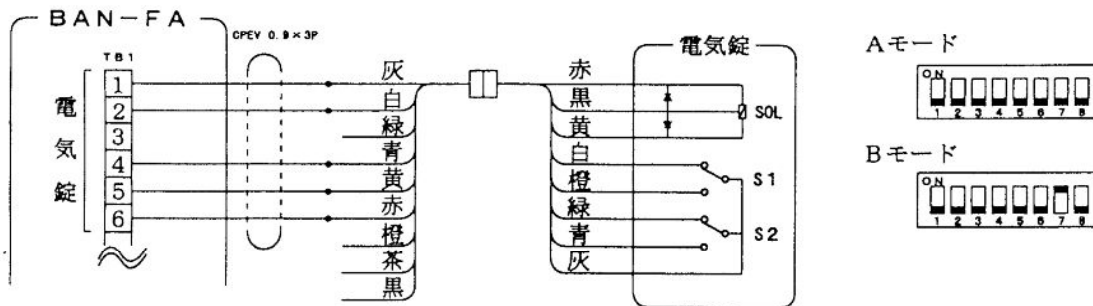 BAN-FA
CPEV 0.9×3P
TB1
電気錠
1
2
3
4
5
6
灰
白
緑
青
黄
赤
橙
茶
黒
電気錠
赤
黒
黄
白
橙
緑
青
灰
SOL
S1
S2
Aモード
ON
1 2 3 4 5 6 7 8
Bモード
ON
1 2 3 4 5 6 7 8